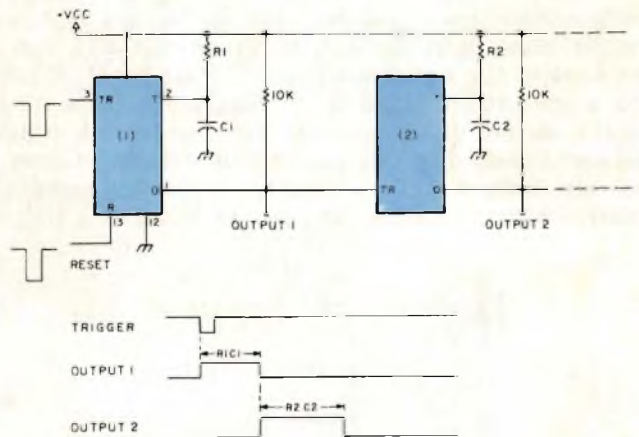 +VCC
R1
R2
10K
10K
3 TR
T 2
(1)
C1
T
(2)
C2
O 1
TR
O
R
13
12
OUTPUT 1
OUTPUT 2
RESET
TRIGGER
R1C1
OUTPUT 1
R2 C2
OUTPUT 2